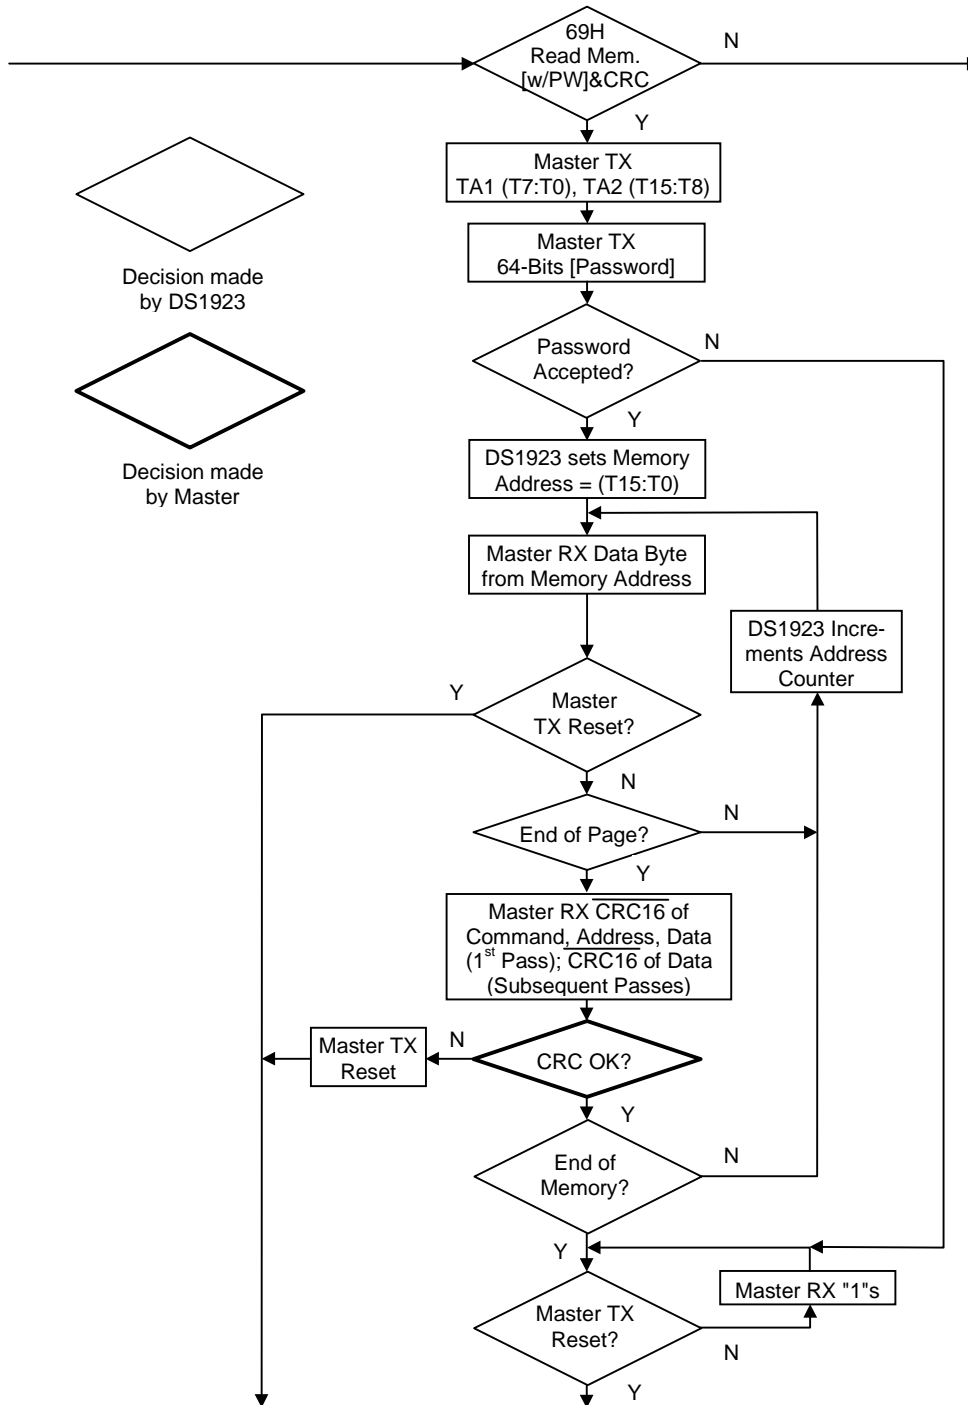 69H
Read Mem.
[w/PW]&CRC
N
Y
Master TX
TA1 (T7:T0), TA2 (T15:T8)
Decision made
by DS1923
Master TX
64-Bits [Password]
Password
Accepted?
N
Y
Decision made
by Master
DS1923 sets Memory
Address = (T15:T0)
Master RX Data Byte
from Memory Address
DS1923 Incre-
ments Address
Counter
Y
Master
TX Reset?
N
End of Page?
N
Y
Master RX CRC16 of
Command, Address, Data
(1st Pass); CRC16 of Data
(Subsequent Passes)
Master TX
Reset
N
CRC OK?
Y
End of
Memory?
N
Y
Master RX "1"s
Master TX
Reset?
N
Y